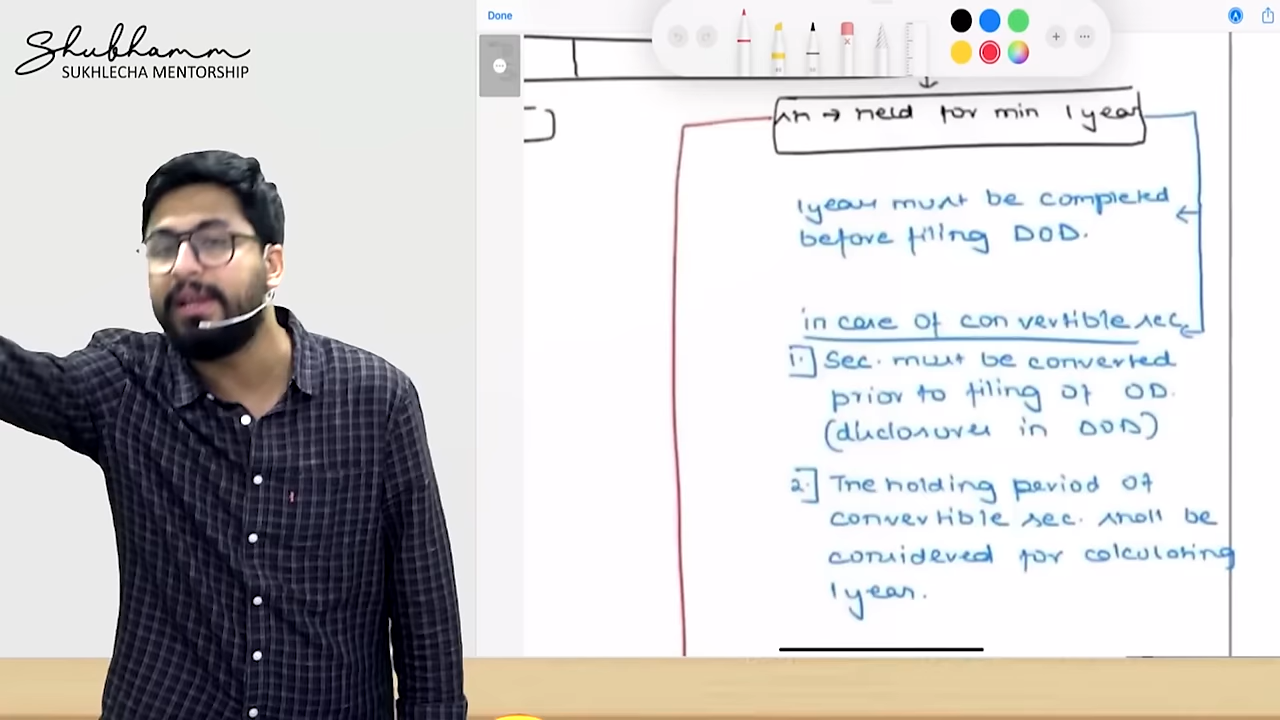 Shubhamm
SUKHLECHA MENTORSHIP
Done
sh → held for min 1 year
1 year must be completed
before filing DOD.
in case of convertible sec.
1. Sec. must be converted
prior to filing of OD.
(disclosures in DOD)
2. The holding period of
convertible sec. shall be
considered for calculating
1 year.